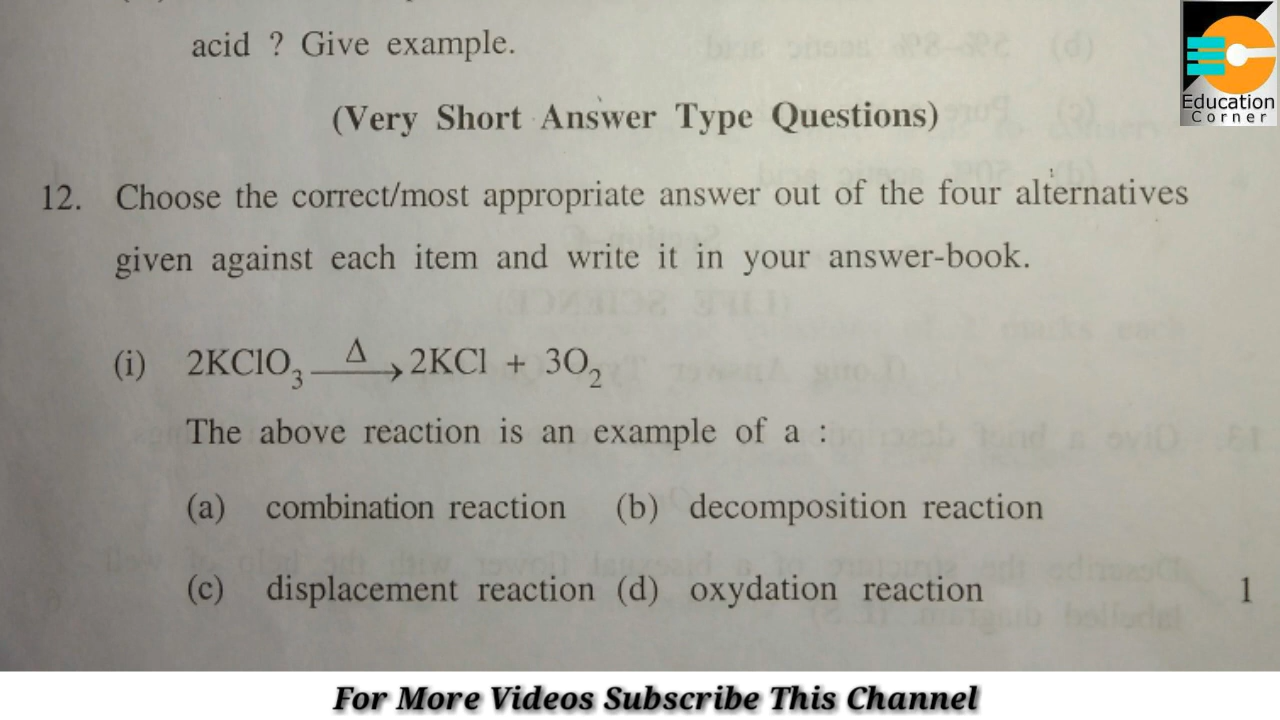 acid ? Give example.
(Very Short Answer Type Questions)
12. Choose the correct/most appropriate answer out of the four alternatives
given against each item and write it in your answer-book.
(i) 2KClO₃ —Δ→ 2KCl + 3O₂
The above reaction is an example of a :
(a) combination reaction (b) decomposition reaction
(c) displacement reaction (d) oxydation reaction 1
Education
Corner
For More Videos Subscribe This Channel